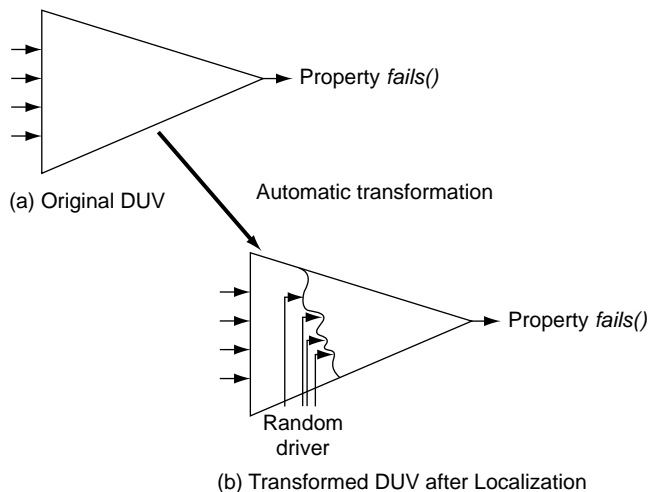 Property fails()
(a) Original DUV
Automatic transformation
Property fails()
Random
driver
(b) Transformed DUV after Localization